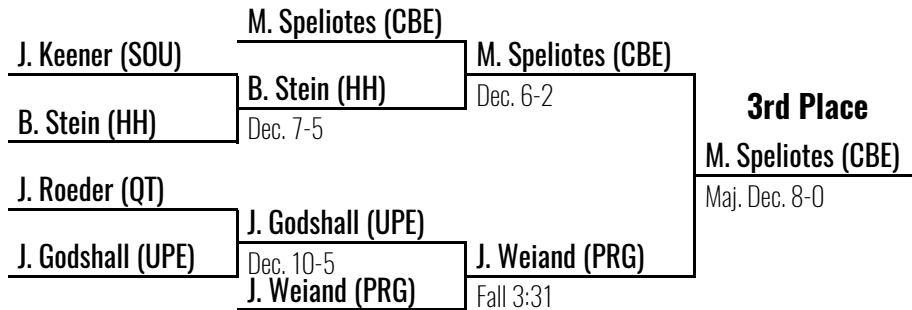 M. Speliotes (CBE)
J. Keener (SOU)
M. Speliotes (CBE)
B. Stein (HH)
Dec. 6-2
3rd Place
B. Stein (HH)
Dec. 7-5
M. Speliotes (CBE)
J. Roeder (QT)
Maj. Dec. 8-0
J. Godshall (UPE)
J. Godshall (UPE)
J. Weiand (PRG)
Dec. 10-5
J. Weiand (PRG)
Fall 3:31